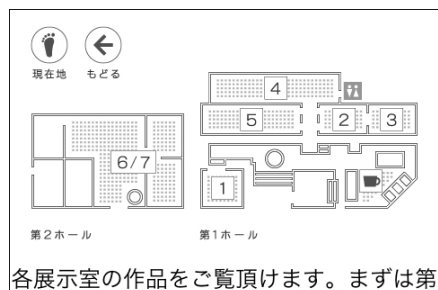 現在地 もどる
4
5 2 3
6/7
1
第2ホール 第1ホール
各展示室の作品をご覧頂けます。まずは第